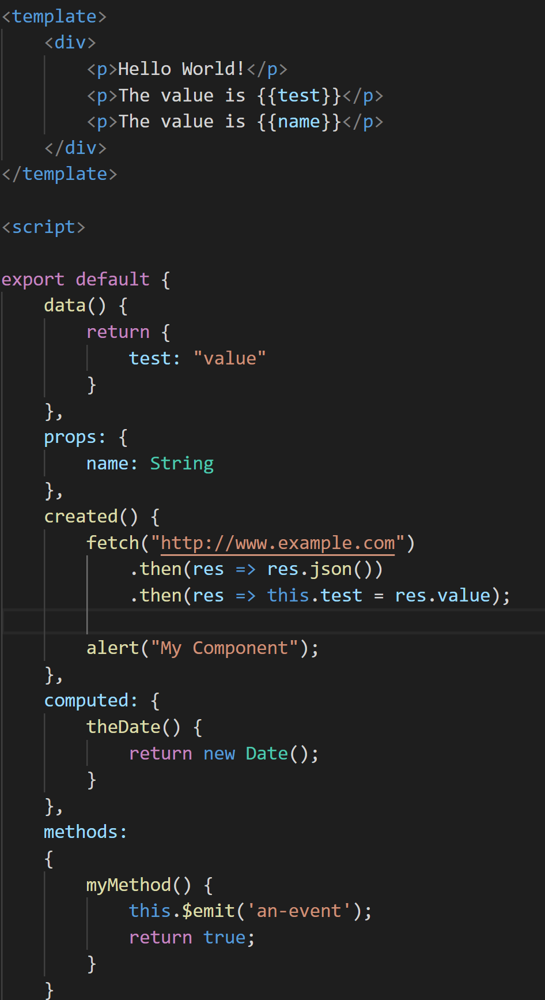 <template>
    <div>
        <p>Hello World!</p>
        <p>The value is {{test}}</p>
        <p>The value is {{name}}</p>
    </div>
</template>

<script>

export default {
    data() {
        return {
            test: "value"
        }
    },
    props: {
        name: String
    },
    created() {
        fetch("http://www.example.com")
            .then(res => res.json())
            .then(res => this.test = res.value);

        alert("My Component");
    },
    computed: {
        theDate() {
            return new Date();
        }
    },
    methods:
    {
        myMethod() {
            this.$emit('an-event');
            return true;
        }
    }